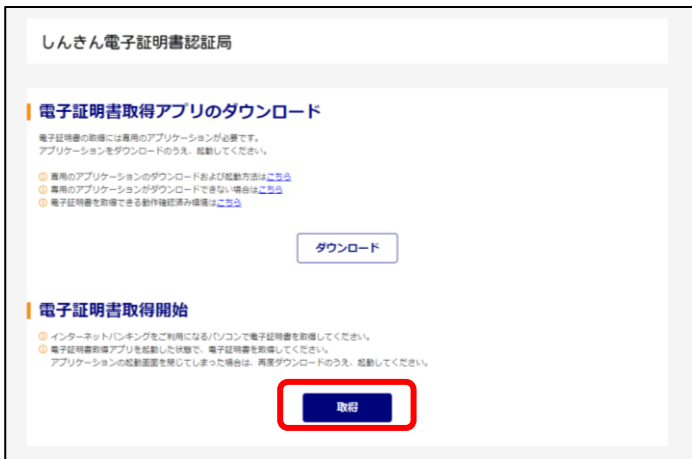 しんきん電子証明書認証局
電子証明書取得アプリのダウンロード
電子証明書の取得には専用のアプリケーションが必要です。
アプリケーションをダウンロードのうえ、起動してください。
専用のアプリケーションのダウンロードおよび起動方法はこちら
専用のアプリケーションがダウンロードできない場合はこちら
電子証明書を取得できる動作確認済み環境はこちら
ダウンロード
電子証明書取得開始
インターネットバンキングをご利用になるパソコンで電子証明書を取得してください。
電子証明書取得アプリを起動した状態で、電子証明書を取得してください。
アプリケーションの起動画面を閉じてしまった場合は、再度ダウンロードのうえ、起動してください。
取得